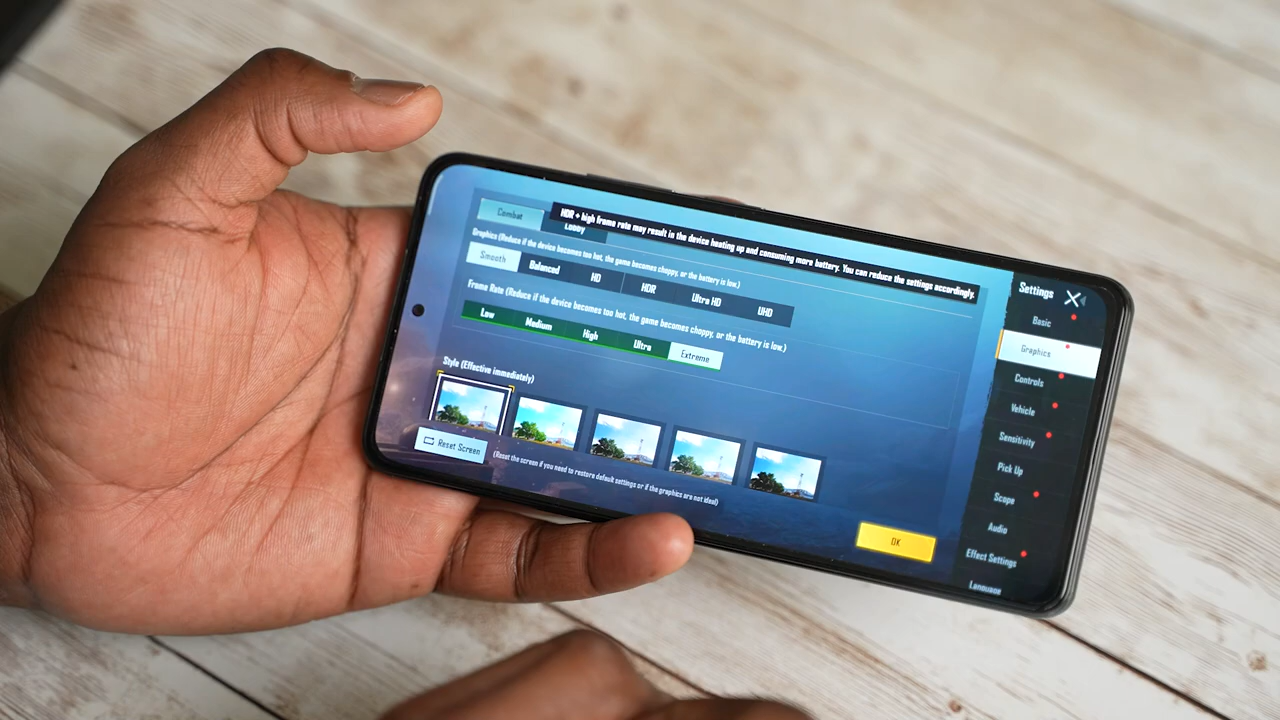 HDR + high frame rate may result in the device heating up and consuming more battery. You can reduce the settings accordingly.
Combat
Lobby
Graphics (Reduce if the device becomes too hot, the game becomes choppy, or the battery is low.)
Smooth Balanced HD HDR Ultra HD UHD
Frame Rate (Reduce if the device becomes too hot, the game becomes choppy, or the battery is low.)
Low Medium High Ultra Extreme
Style (Effective immediately)
Reset Screen
(Reset the screen if you need to restore default settings or if the graphics are not ideal)
OK
Settings
Basic
Graphics
Controls
Vehicle
Sensitivity
Pick Up
Scope
Audio
Effect Settings
Language